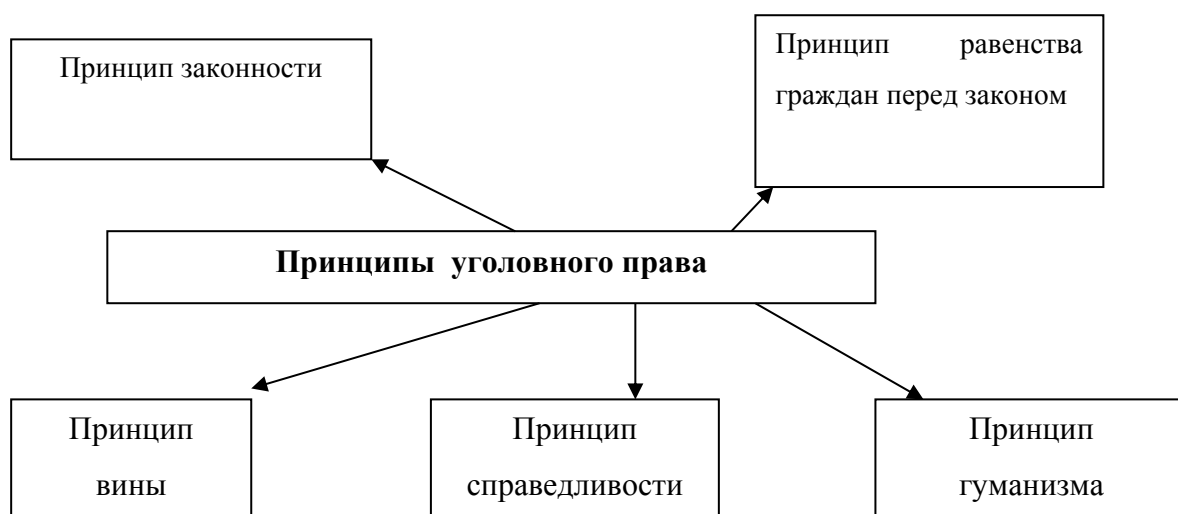 Принцип законности
Принцип равенства
граждан перед законом
Принципы уголовного права
Принцип
вины
Принцип
справедливости
Принцип
гуманизма